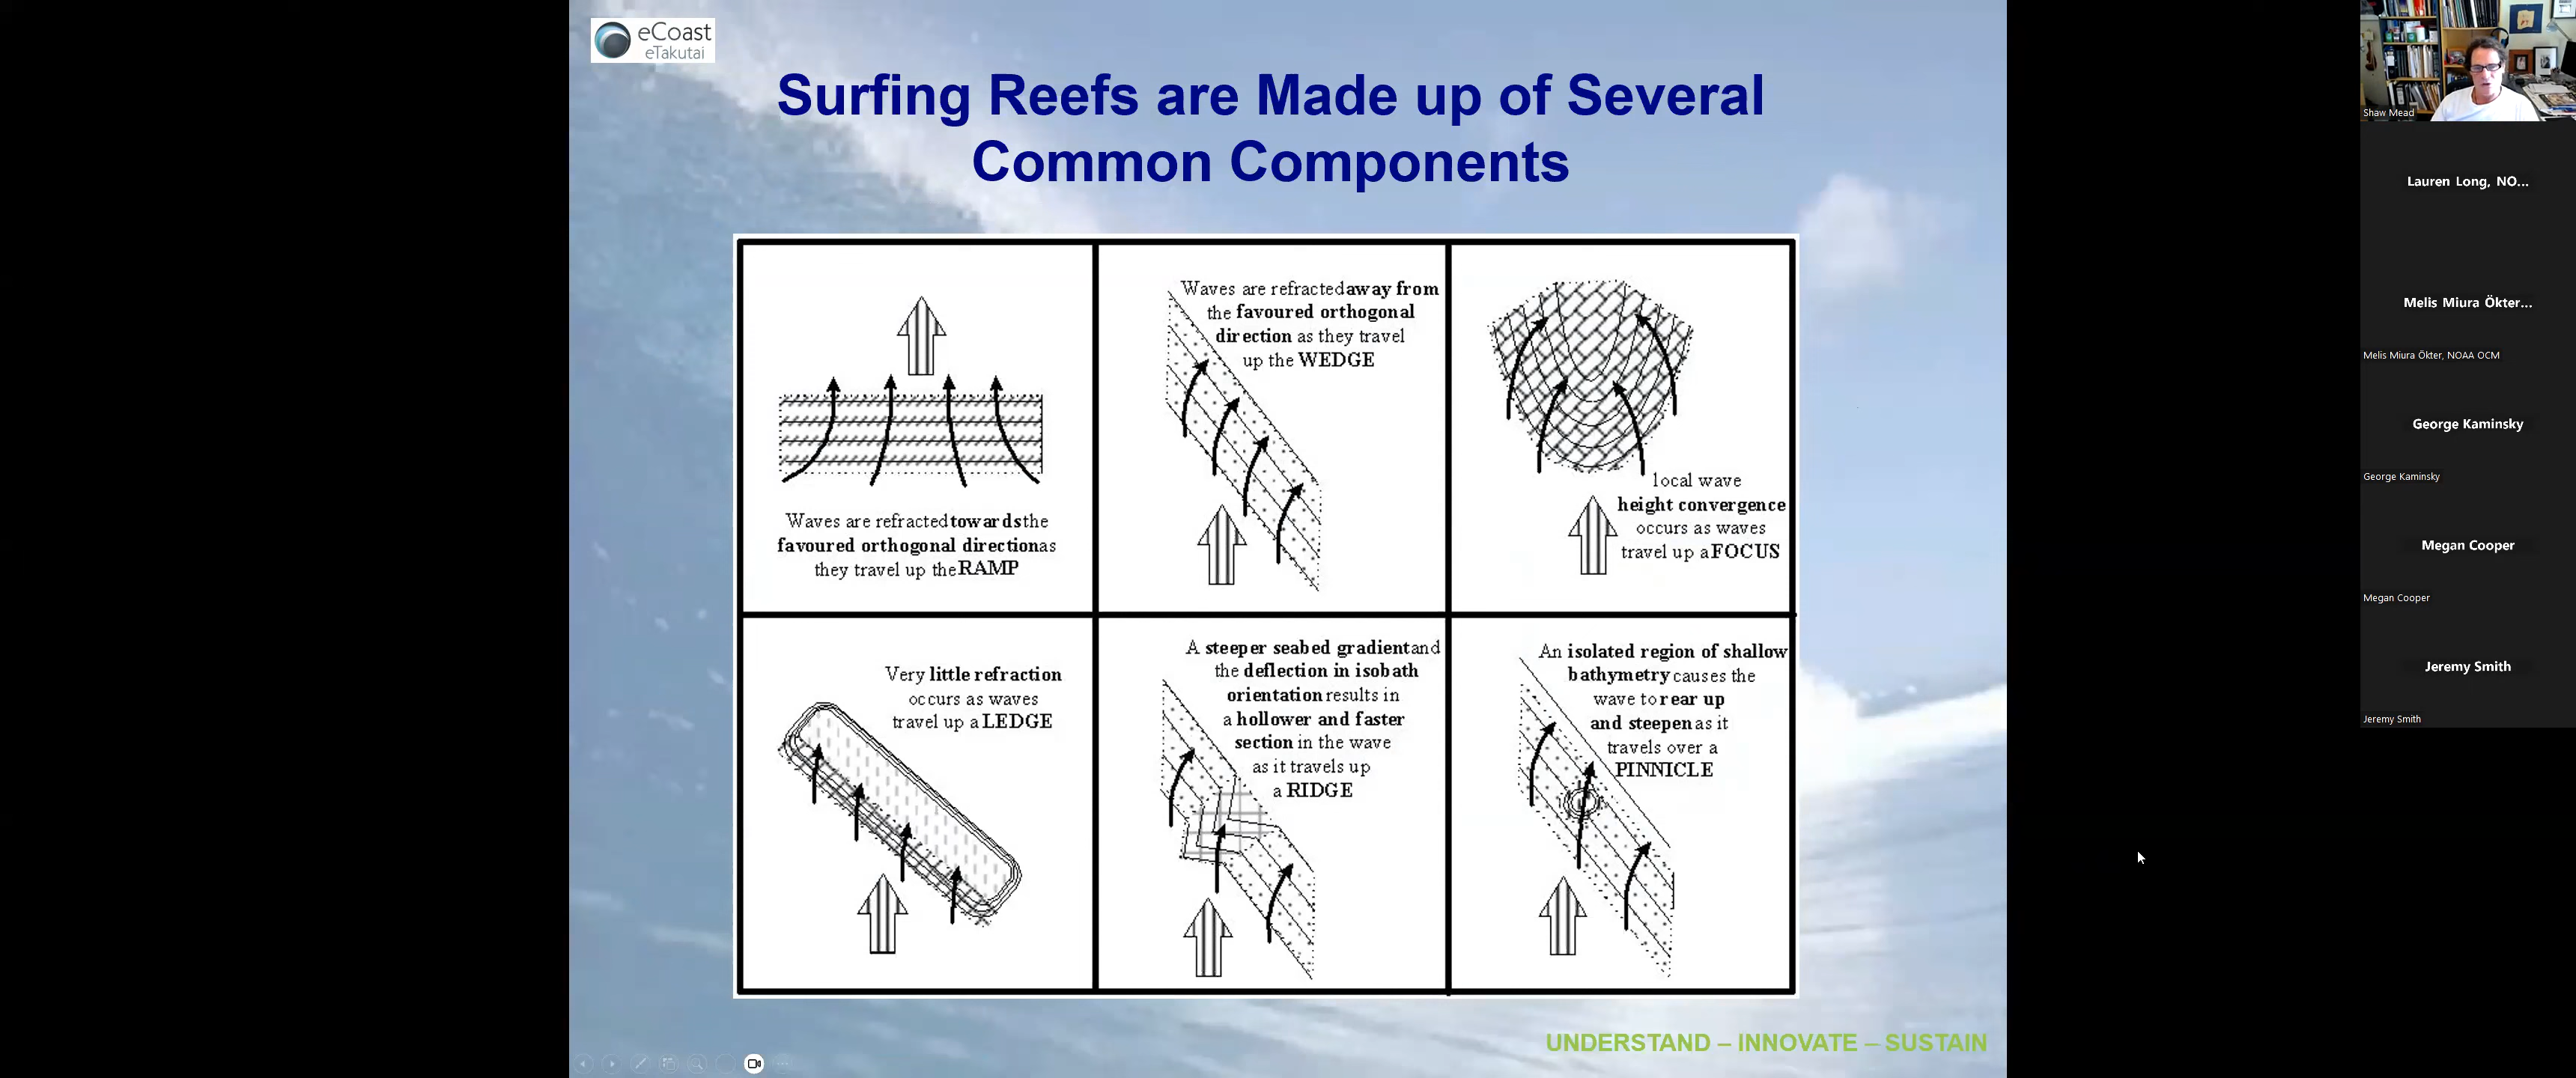 eCoast
eTakutai
Surfing Reefs are Made up of Several
Common Components
Waves are refracted towards the
favoured orthogonal direction as
they travel up the RAMP
Waves are refracted away from
the favoured orthogonal
direction as they travel
up the WEDGE
local wave
height convergence
occurs as waves
travel up a FOCUS
Very little refraction
occurs as waves
travel up a LEDGE
A steeper seabed gradient and
the deflection in isobath
orientation results in
a hollower and faster
section in the wave
as it travels up
a RIDGE
An isolated region of shallow
bathymetry causes the
wave to rear up
and steepen as it
travels over a
PINNICLE
UNDERSTAND – INNOVATE – SUSTAIN
Shaw Mead
Lauren Long, NO...
Melis Miura Ökter...
Melis Miura Ökter, NOAA OCM
George Kaminsky
George Kaminsky
Megan Cooper
Megan Cooper
Jeremy Smith
Jeremy Smith